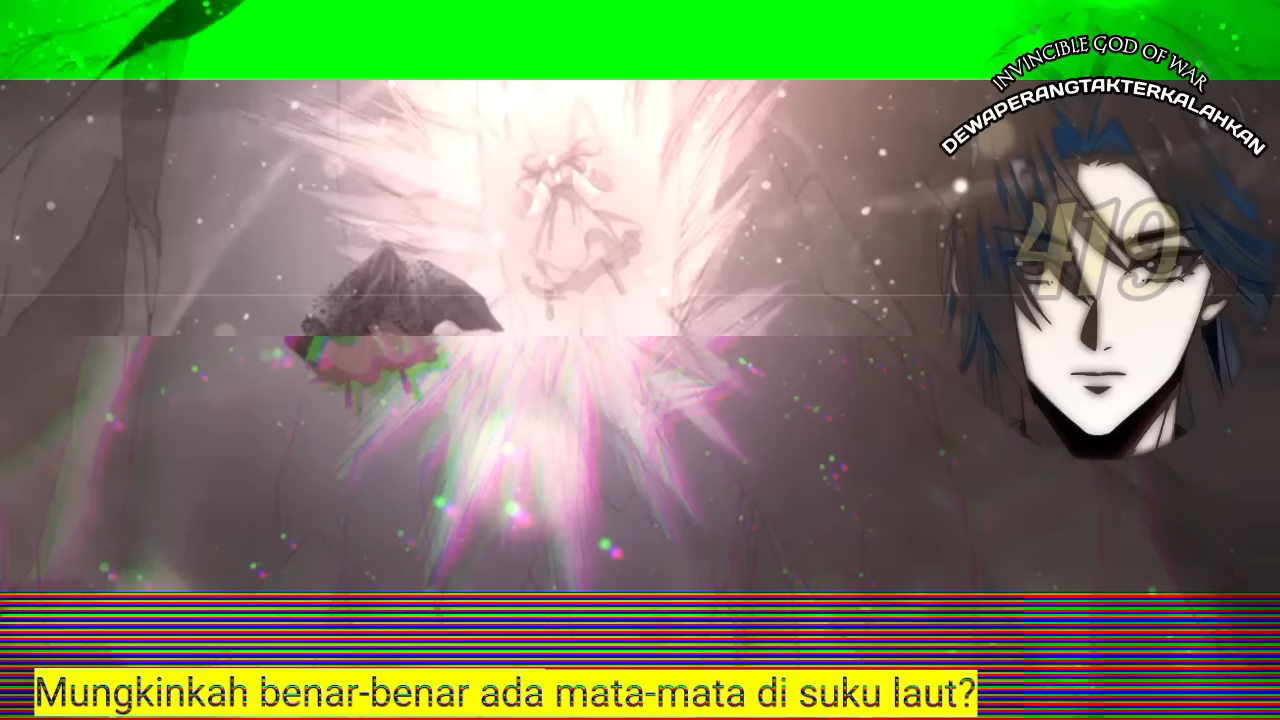 INVINCIBLE GOD OF WAR
DEWAPERANGTAKTERKALAHKAN
419
Mungkinkah benar-benar ada mata-mata di suku laut?